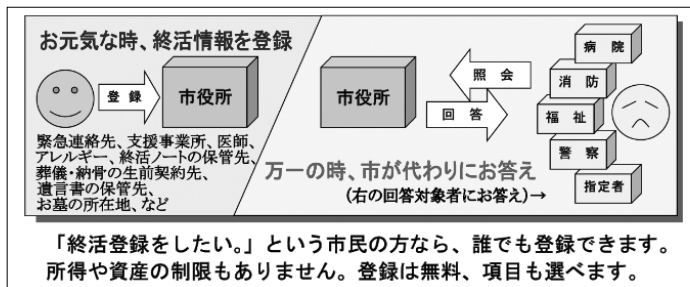 お元気な時、終活情報を登録
登録
市役所
緊急連絡先、支援事業所、医師、
アレルギー、終活ノートの保管先、
葬儀・納骨の生前契約先、
遺言書の保管先、
お墓の所在地、など
市役所
照会
回答
病院
消防
福祉
警察
指定者
万一の時、市が代わりにお答え
(右の回答対象者にお答え)→
「終活登録をしたい。」という市民の方なら、誰でも登録できます。
所得や資産の制限もありません。登録は無料、項目も選べます。